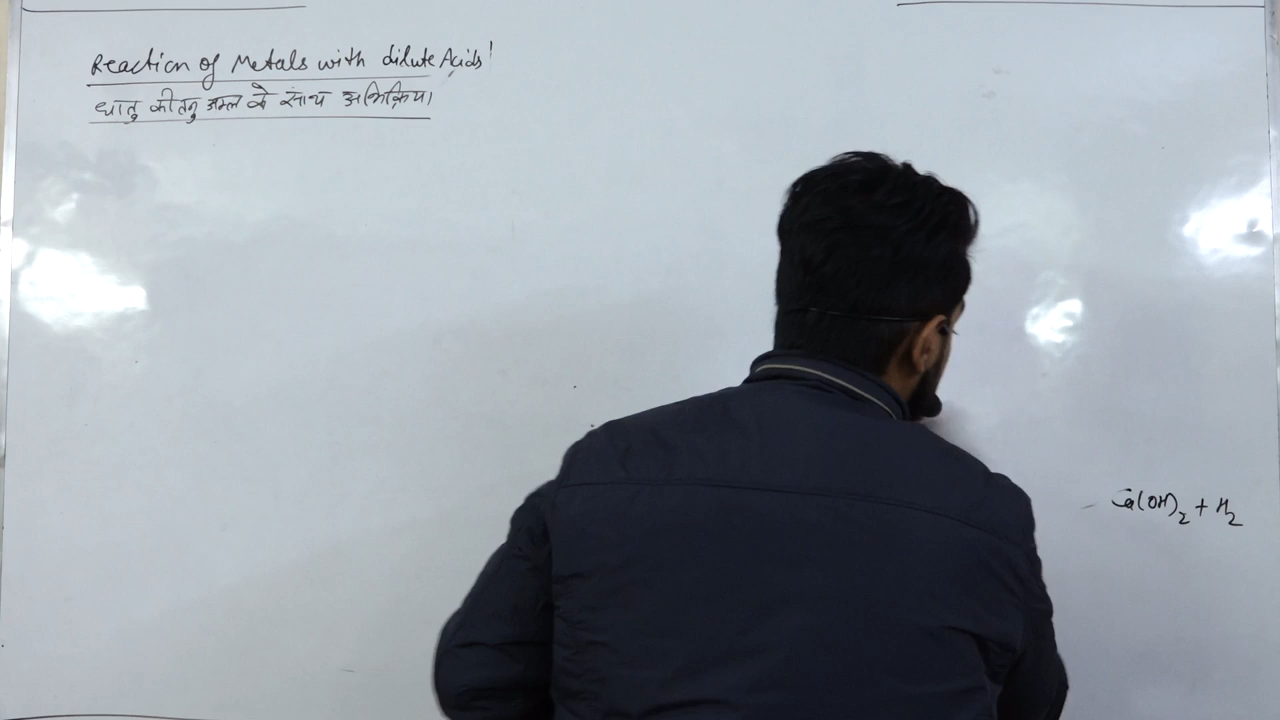 Reaction of Metals with dilute Acids'
धातु की तनु अम्ल के साथ अभिक्रिया
Ca(OH)₂ + H₂